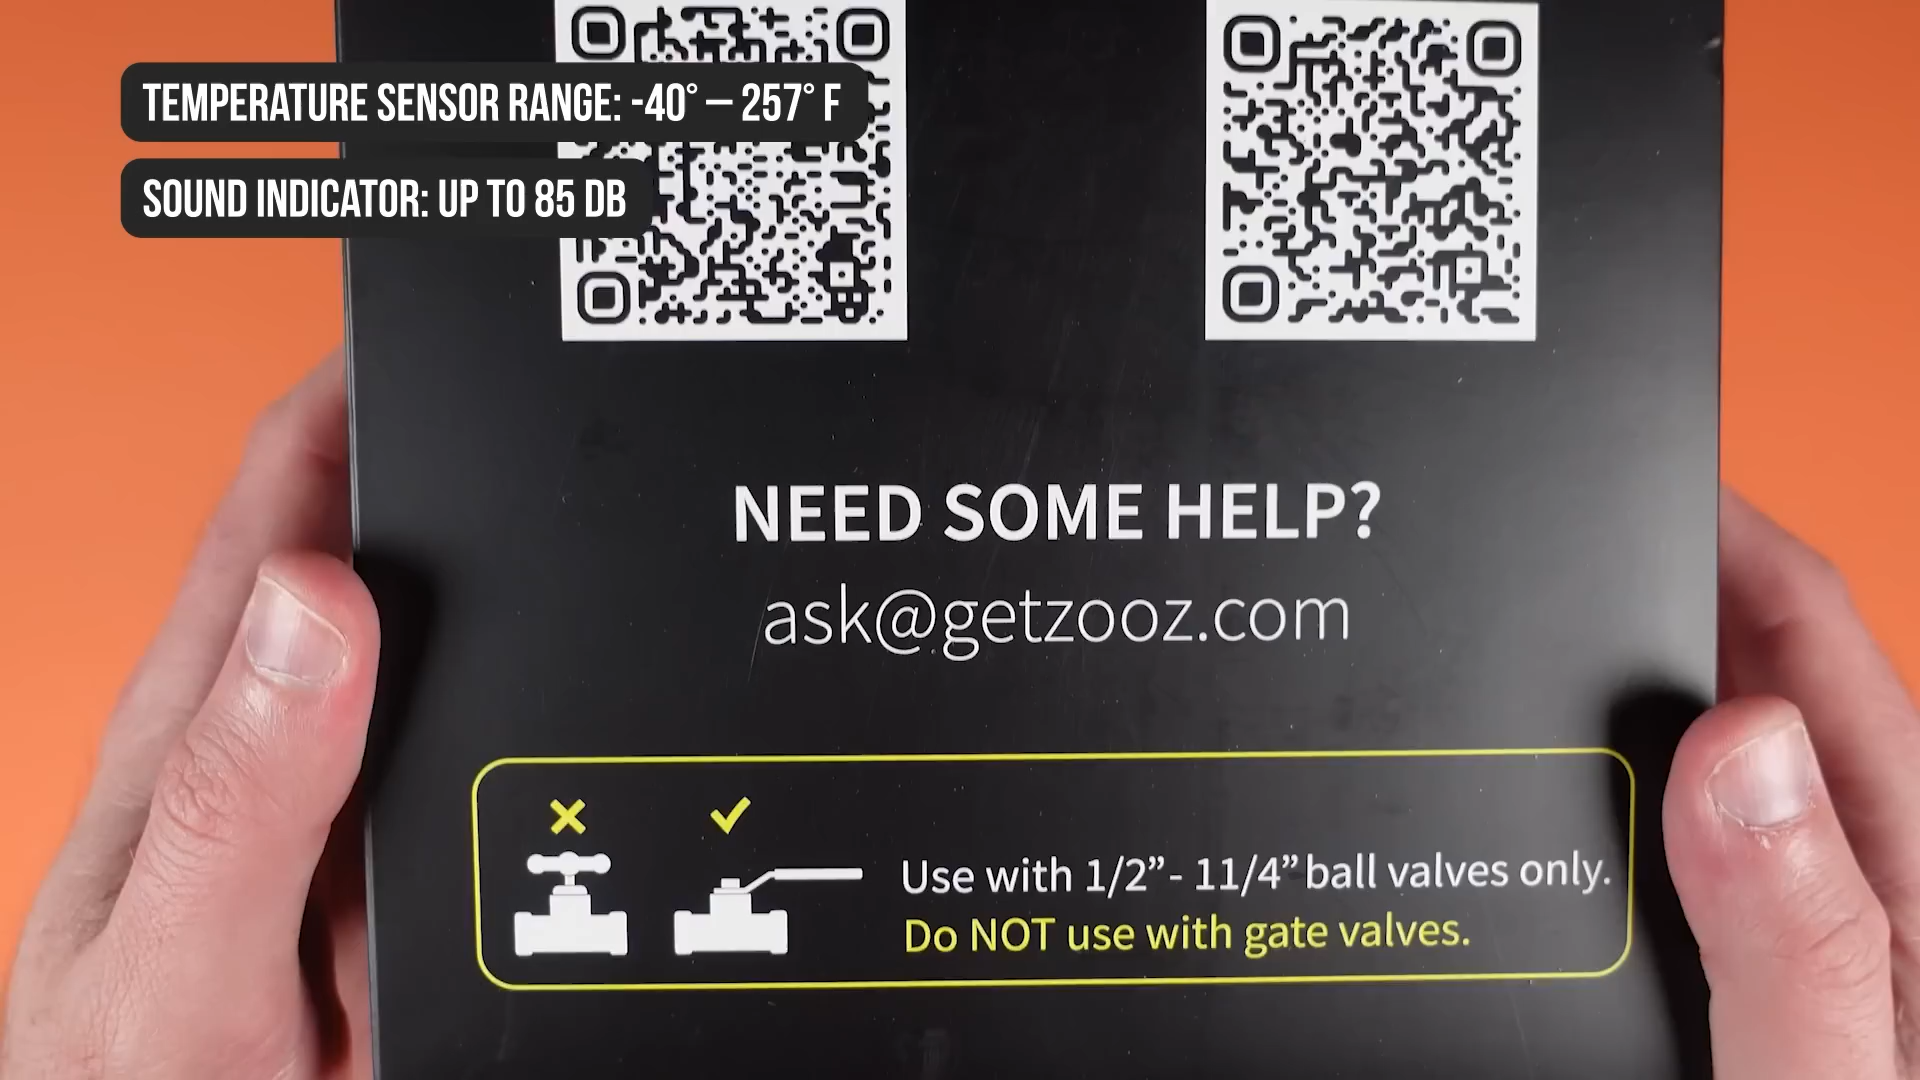 TEMPERATURE SENSOR RANGE: -40° – 257° F
SOUND INDICATOR: UP TO 85 DB
NEED SOME HELP?
ask@getzooz.com
Use with 1/2”- 11/4” ball valves only.
Do NOT use with gate valves.